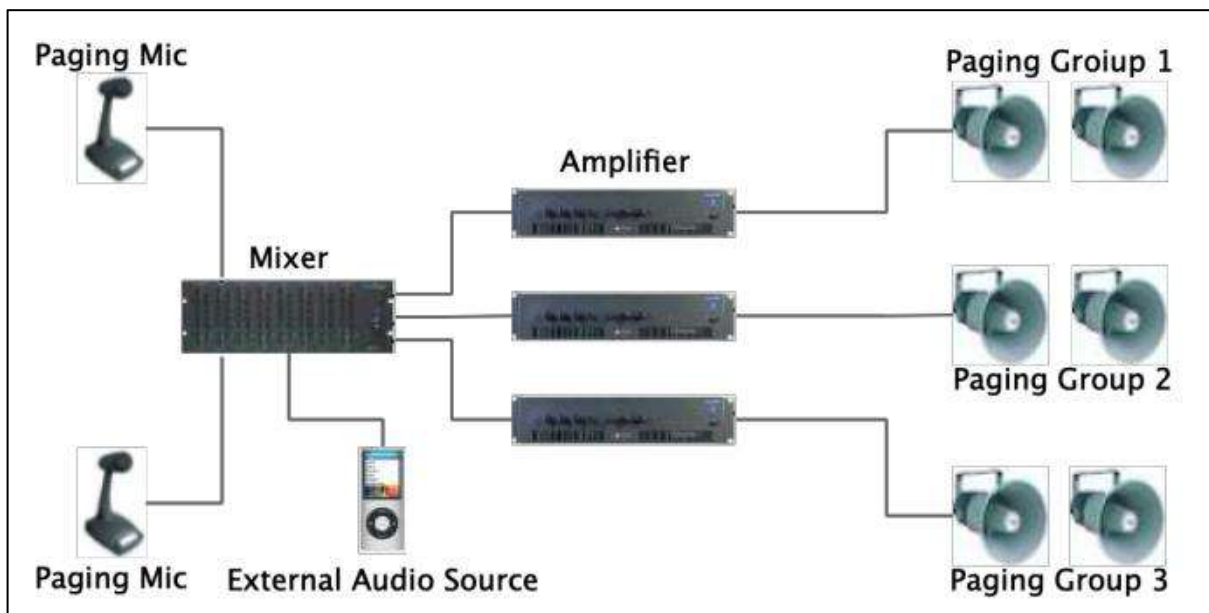 Paging Mic
Paging Groiup 1
Amplifier
Mixer
Paging Group 2
Paging Mic
External Audio Source
Paging Group 3